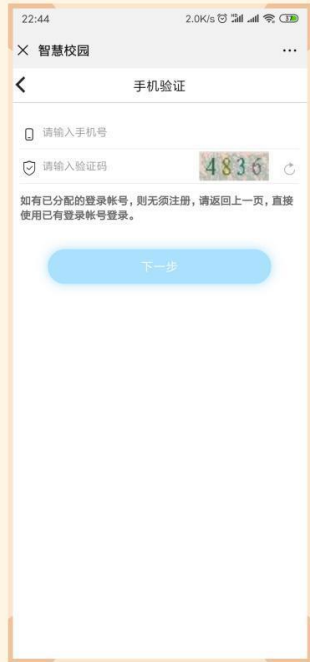 22:44
2.0K/s
智慧校园
手机验证
请输入手机号
请输入验证码
4836
如有已分配的登录帐号，则无须注册，请返回上一页，直接
使用已有登录帐号登录。
下一步